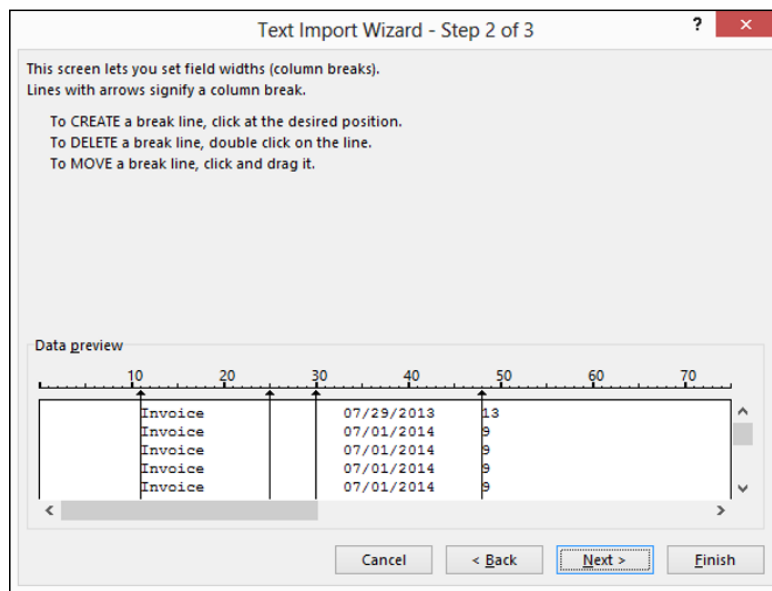 Text Import Wizard - Step 2 of 3
?
This screen lets you set field widths (column breaks).
Lines with arrows signify a column break.
To CREATE a break line, click at the desired position.
To DELETE a break line, double click on the line.
To MOVE a break line, click and drag it.
Data preview
10 20 30 40 50 60 70
Invoice 07/29/2013 13
Invoice 07/01/2014 9
Invoice 07/01/2014 9
Invoice 07/01/2014 9
Invoice 07/01/2014 9
Cancel < Back Next > Finish